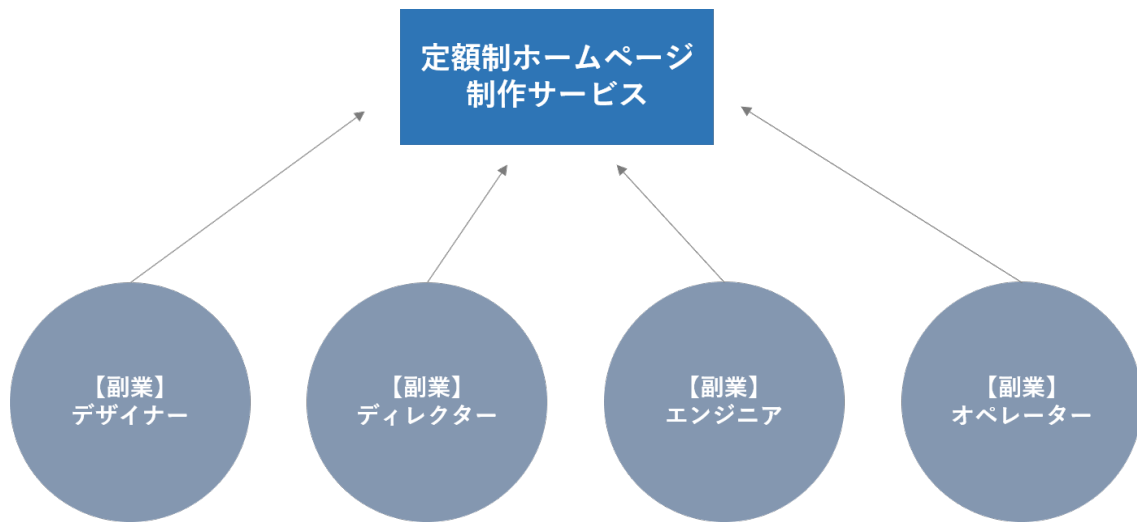 定額制ホームページ
制作サービス
【副業】
デザイナー
【副業】
ディレクター
【副業】
エンジニア
【副業】
オペレーター